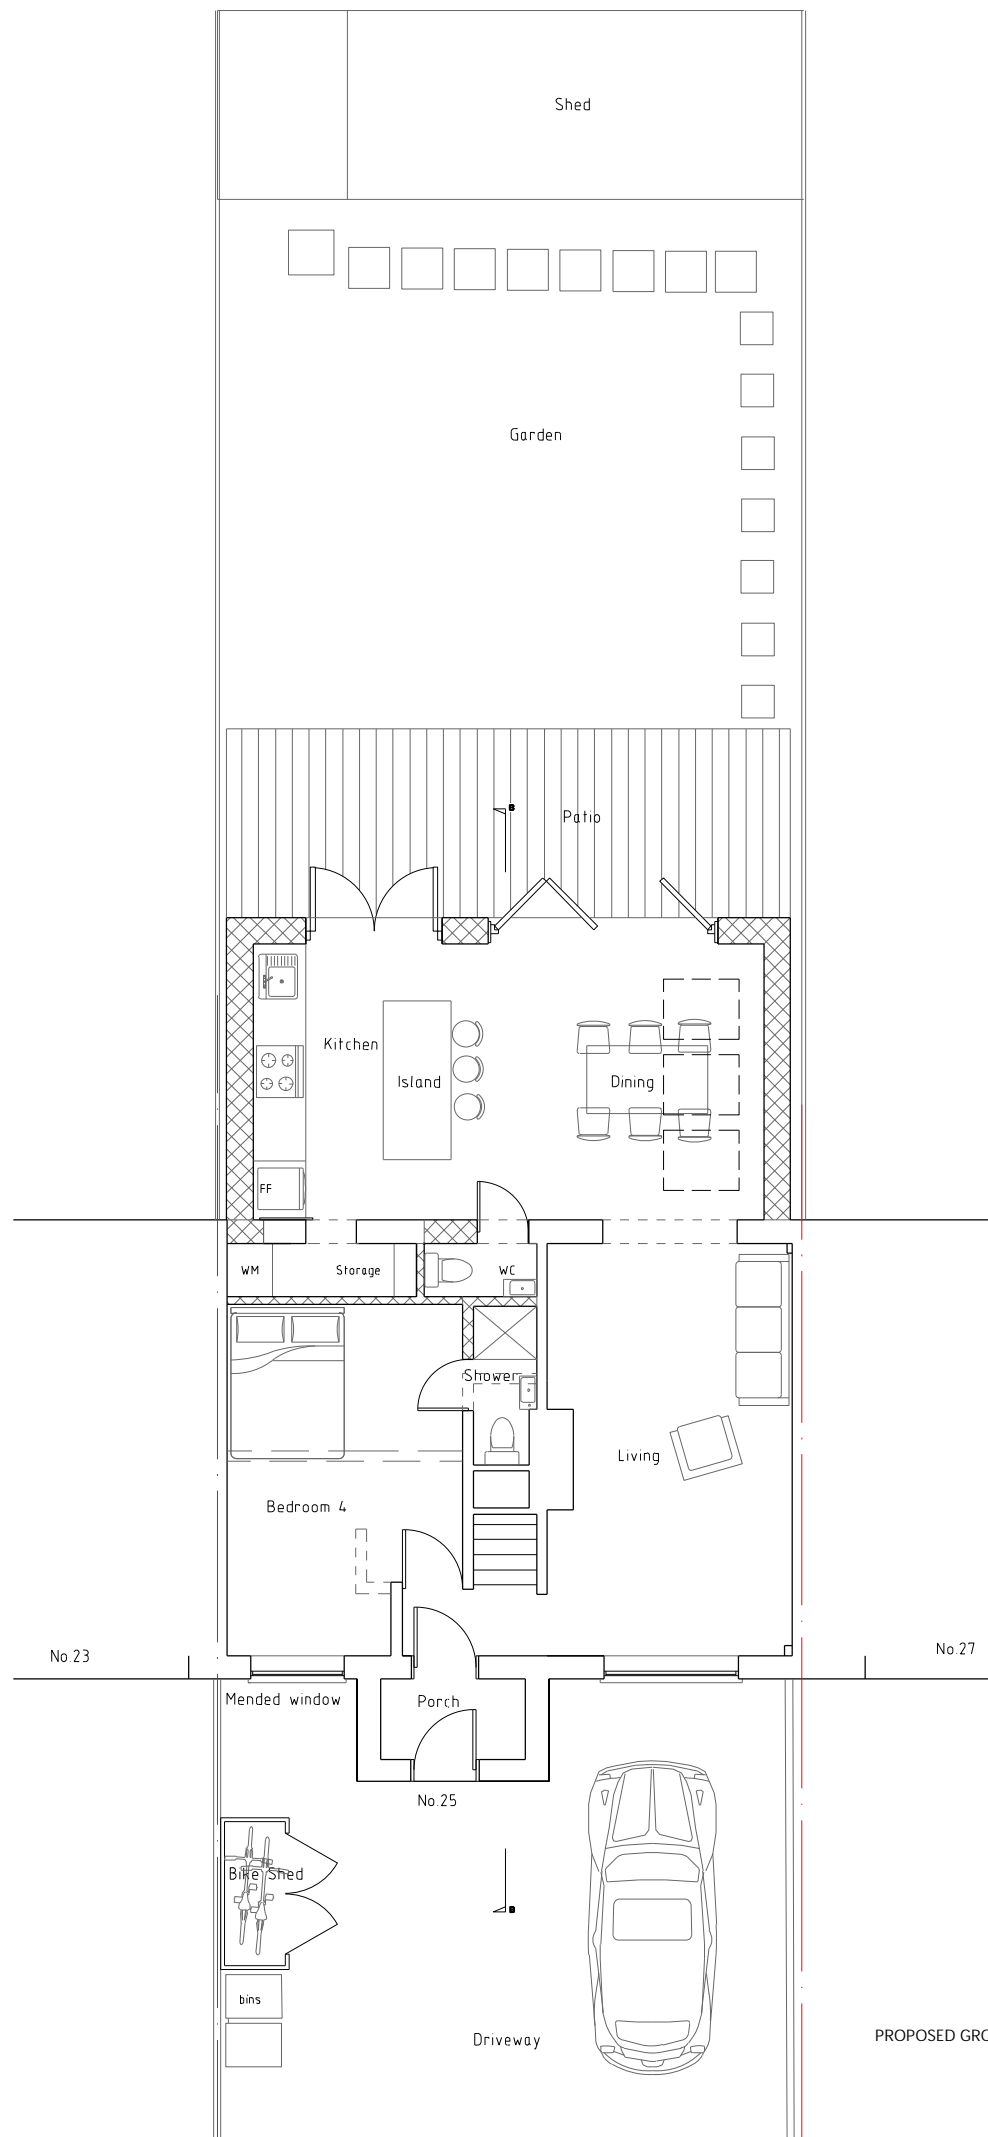 Shed
Garden
Patio
Kitchen
Island
Dining
FF
WM
Storage
WC
Shower
Living
Bedroom 4
No.23
No.27
Mended window
Porch
No.25
Bike Shed
bins
Driveway
PROPOSED GRO